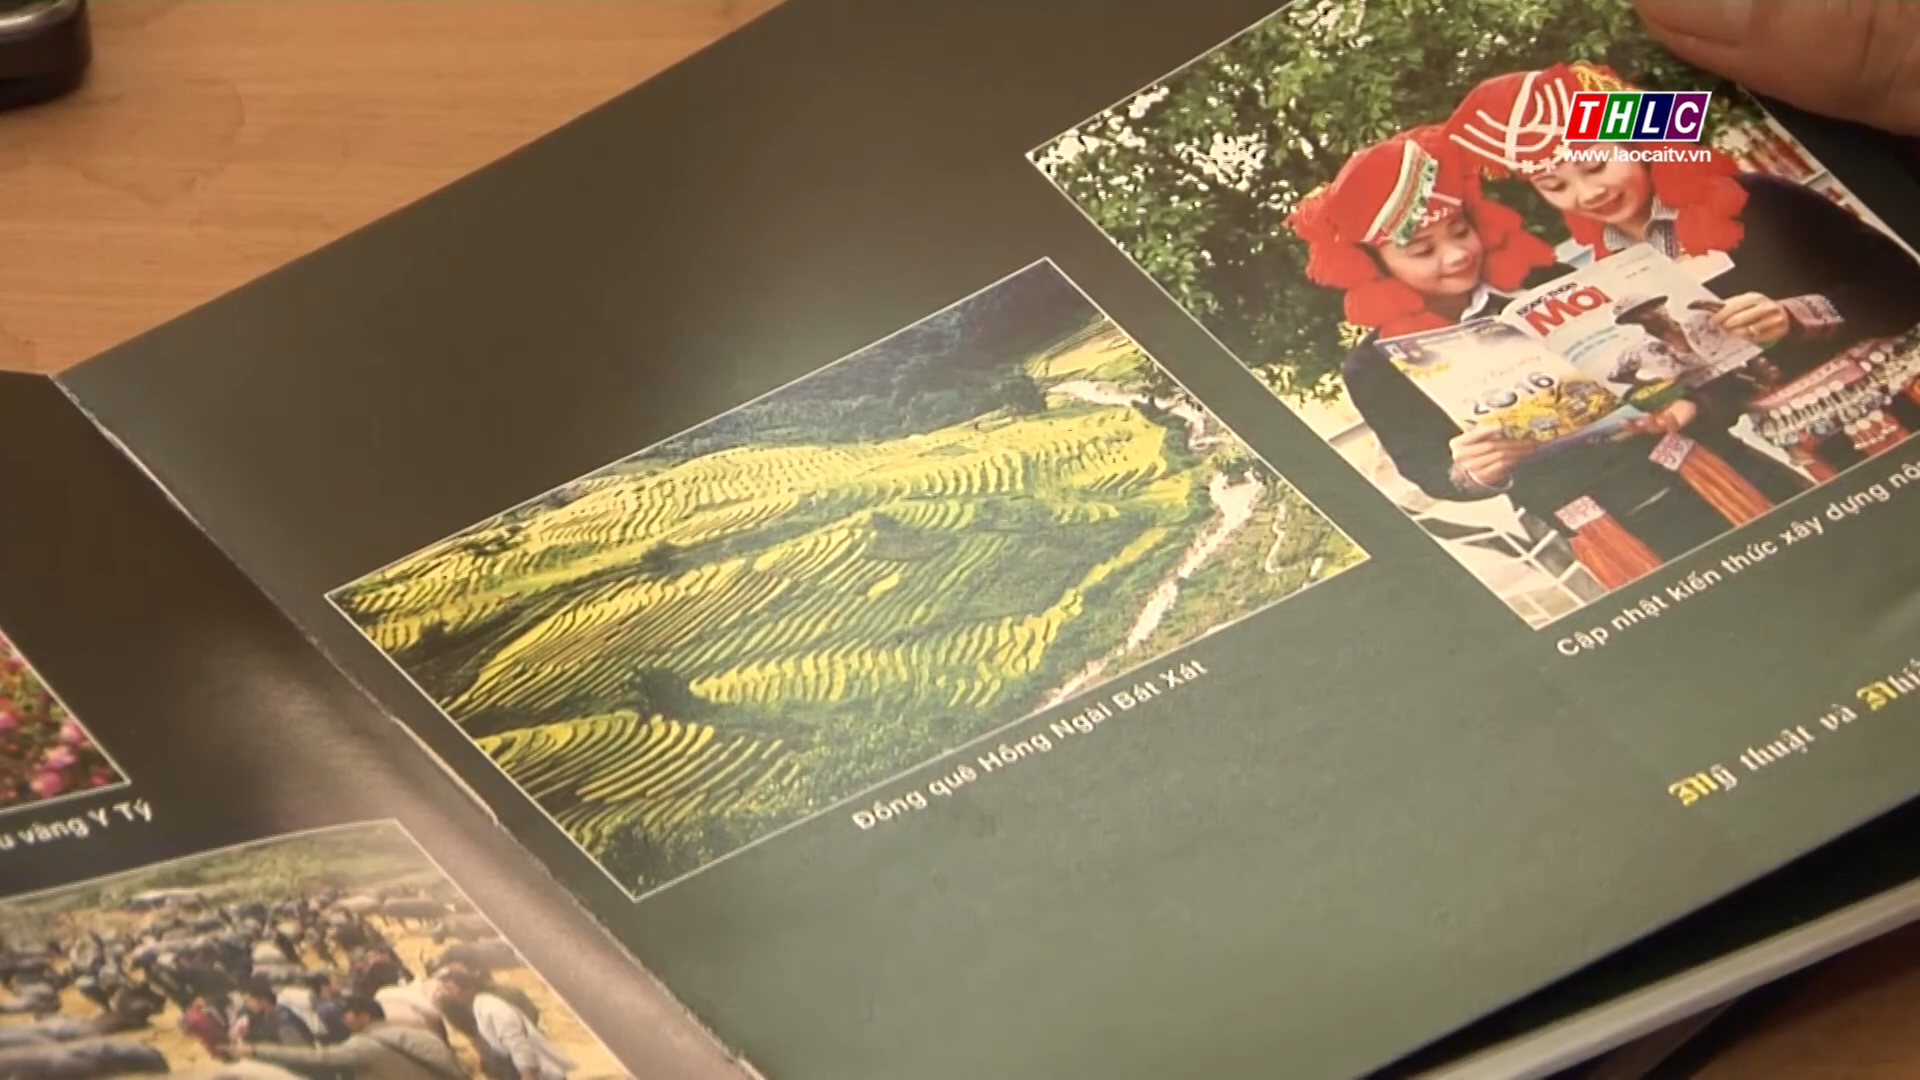 THLC
www.laocaitv.vn
MỚI
2016
Cập nhật kiến thức xây dựng
Đồng quê Hồng Ngài Bát Xát
Mỹ thuật và
vàng Y Tý